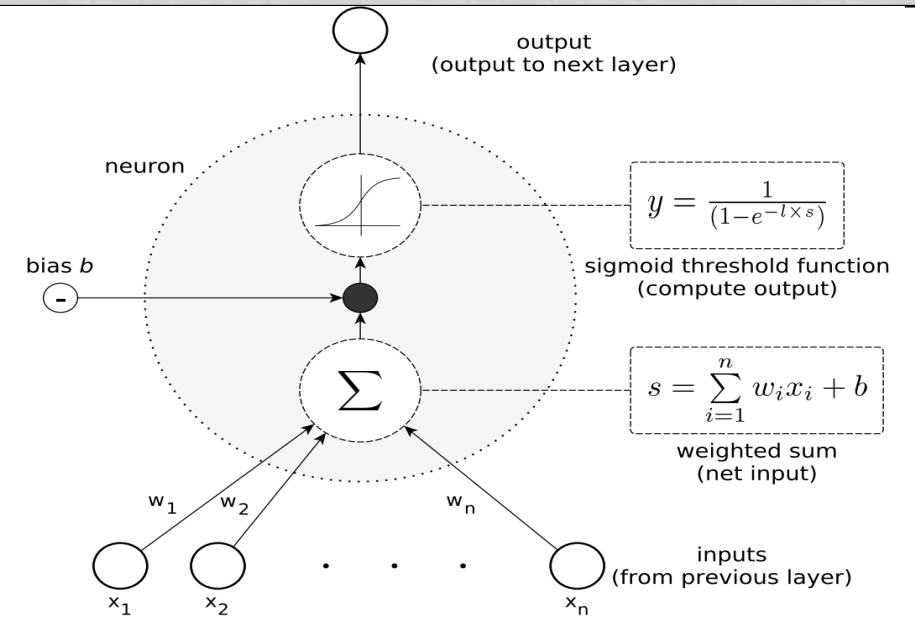 output
(output to next layer)
neuron
y = 1/(1−e^{−l×s})
bias b
-
sigmoid threshold function
(compute output)
∑
s = ∑_{i=1}^{n} w_i x_i + b
weighted sum
(net input)
w_1 w_2 w_n
inputs
(from previous layer)
. . .
x_1 x_2 x_n